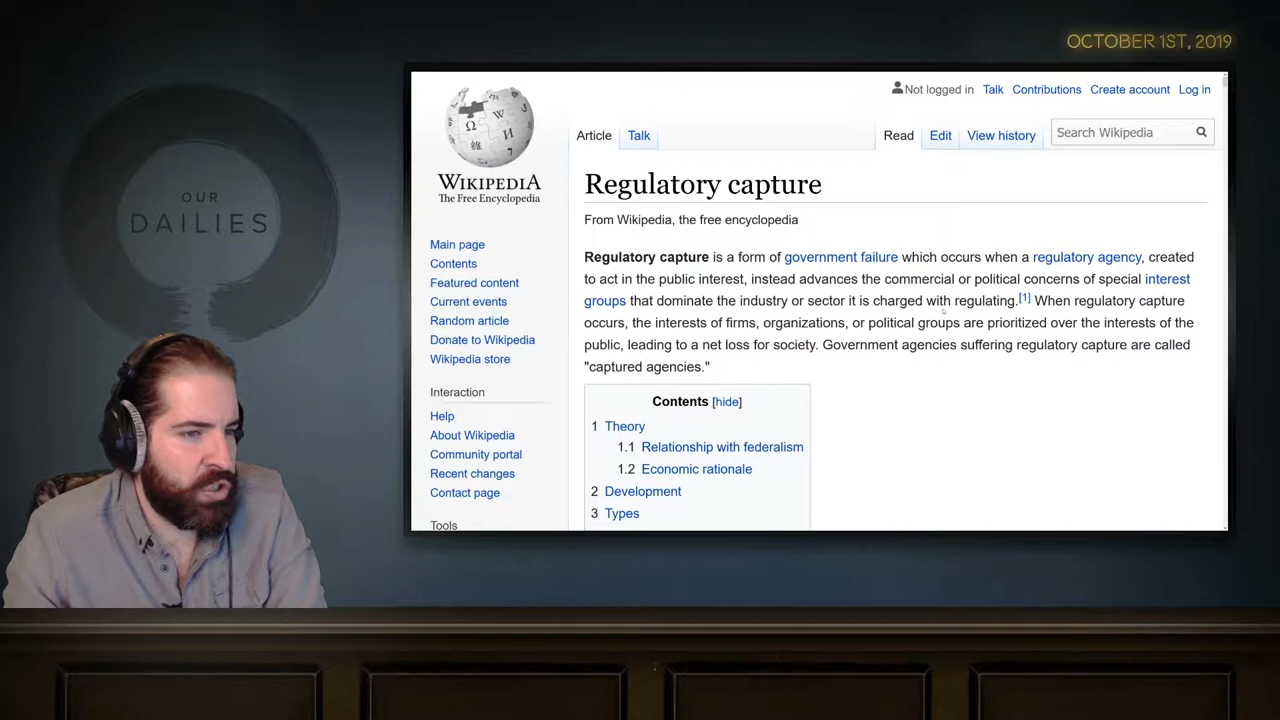 OCTOBER 1ST, 2019
OUR
DAILIES
WIKIPEDIA
The Free Encyclopedia
Main page
Contents
Featured content
Current events
Random article
Donate to Wikipedia
Wikipedia store
Interaction
Help
About Wikipedia
Community portal
Recent changes
Contact page
Tools
Not logged in Talk Contributions Create account Log in
Article Talk Read Edit View history Search Wikipedia
Regulatory capture
From Wikipedia, the free encyclopedia
Regulatory capture is a form of government failure which occurs when a regulatory agency, created
to act in the public interest, instead advances the commercial or political concerns of special interest
groups that dominate the industry or sector it is charged with regulating.[1] When regulatory capture
occurs, the interests of firms, organizations, or political groups are prioritized over the interests of the
public, leading to a net loss for society. Government agencies suffering regulatory capture are called
"captured agencies."
Contents [hide]
1 Theory
1.1 Relationship with federalism
1.2 Economic rationale
2 Development
3 Types